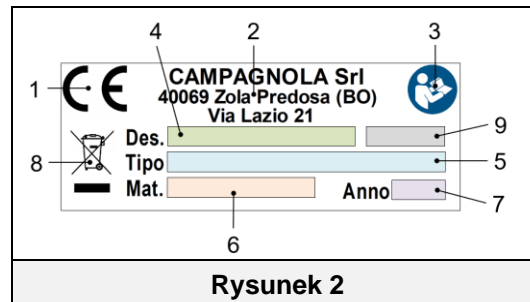 4 2 3
1 CE CAMPAGNOLA Srl
40069 Zola Predosa (BO)
Via Lazio 21
Des. 9
8 Tipo 5
Mat. Anno 7
6
Rysunek 2